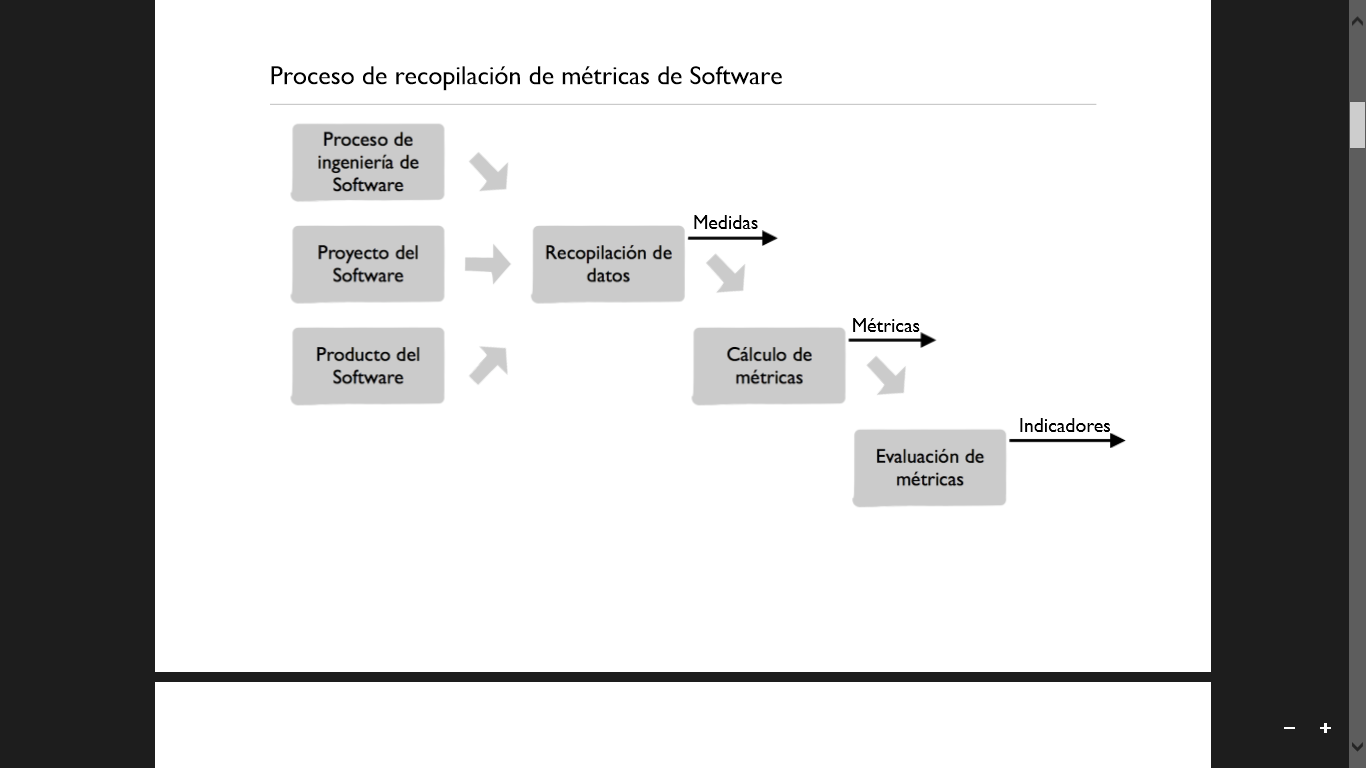 Proceso de recopilación de métricas de Software
Proceso de
ingeniería de
Software
Proyecto del
Software
Producto del
Software
Recopilación de
datos
Medidas
Cálculo de
métricas
Métricas
Evaluación de
métricas
Indicadores